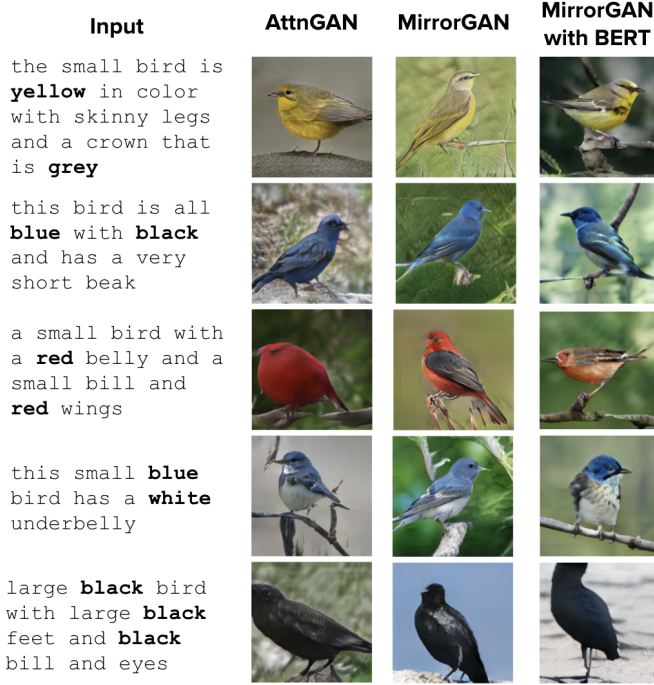 Input
AttnGAN
MirrorGAN
MirrorGAN
with BERT
the small bird is
yellow in color
with skinny legs
and a crown that
is grey
this bird is all
blue with black
and has a very
short beak
a small bird with
a red belly and a
small bill and
red wings
this small blue
bird has a white
underbelly
large black bird
with large black
feet and black
bill and eyes